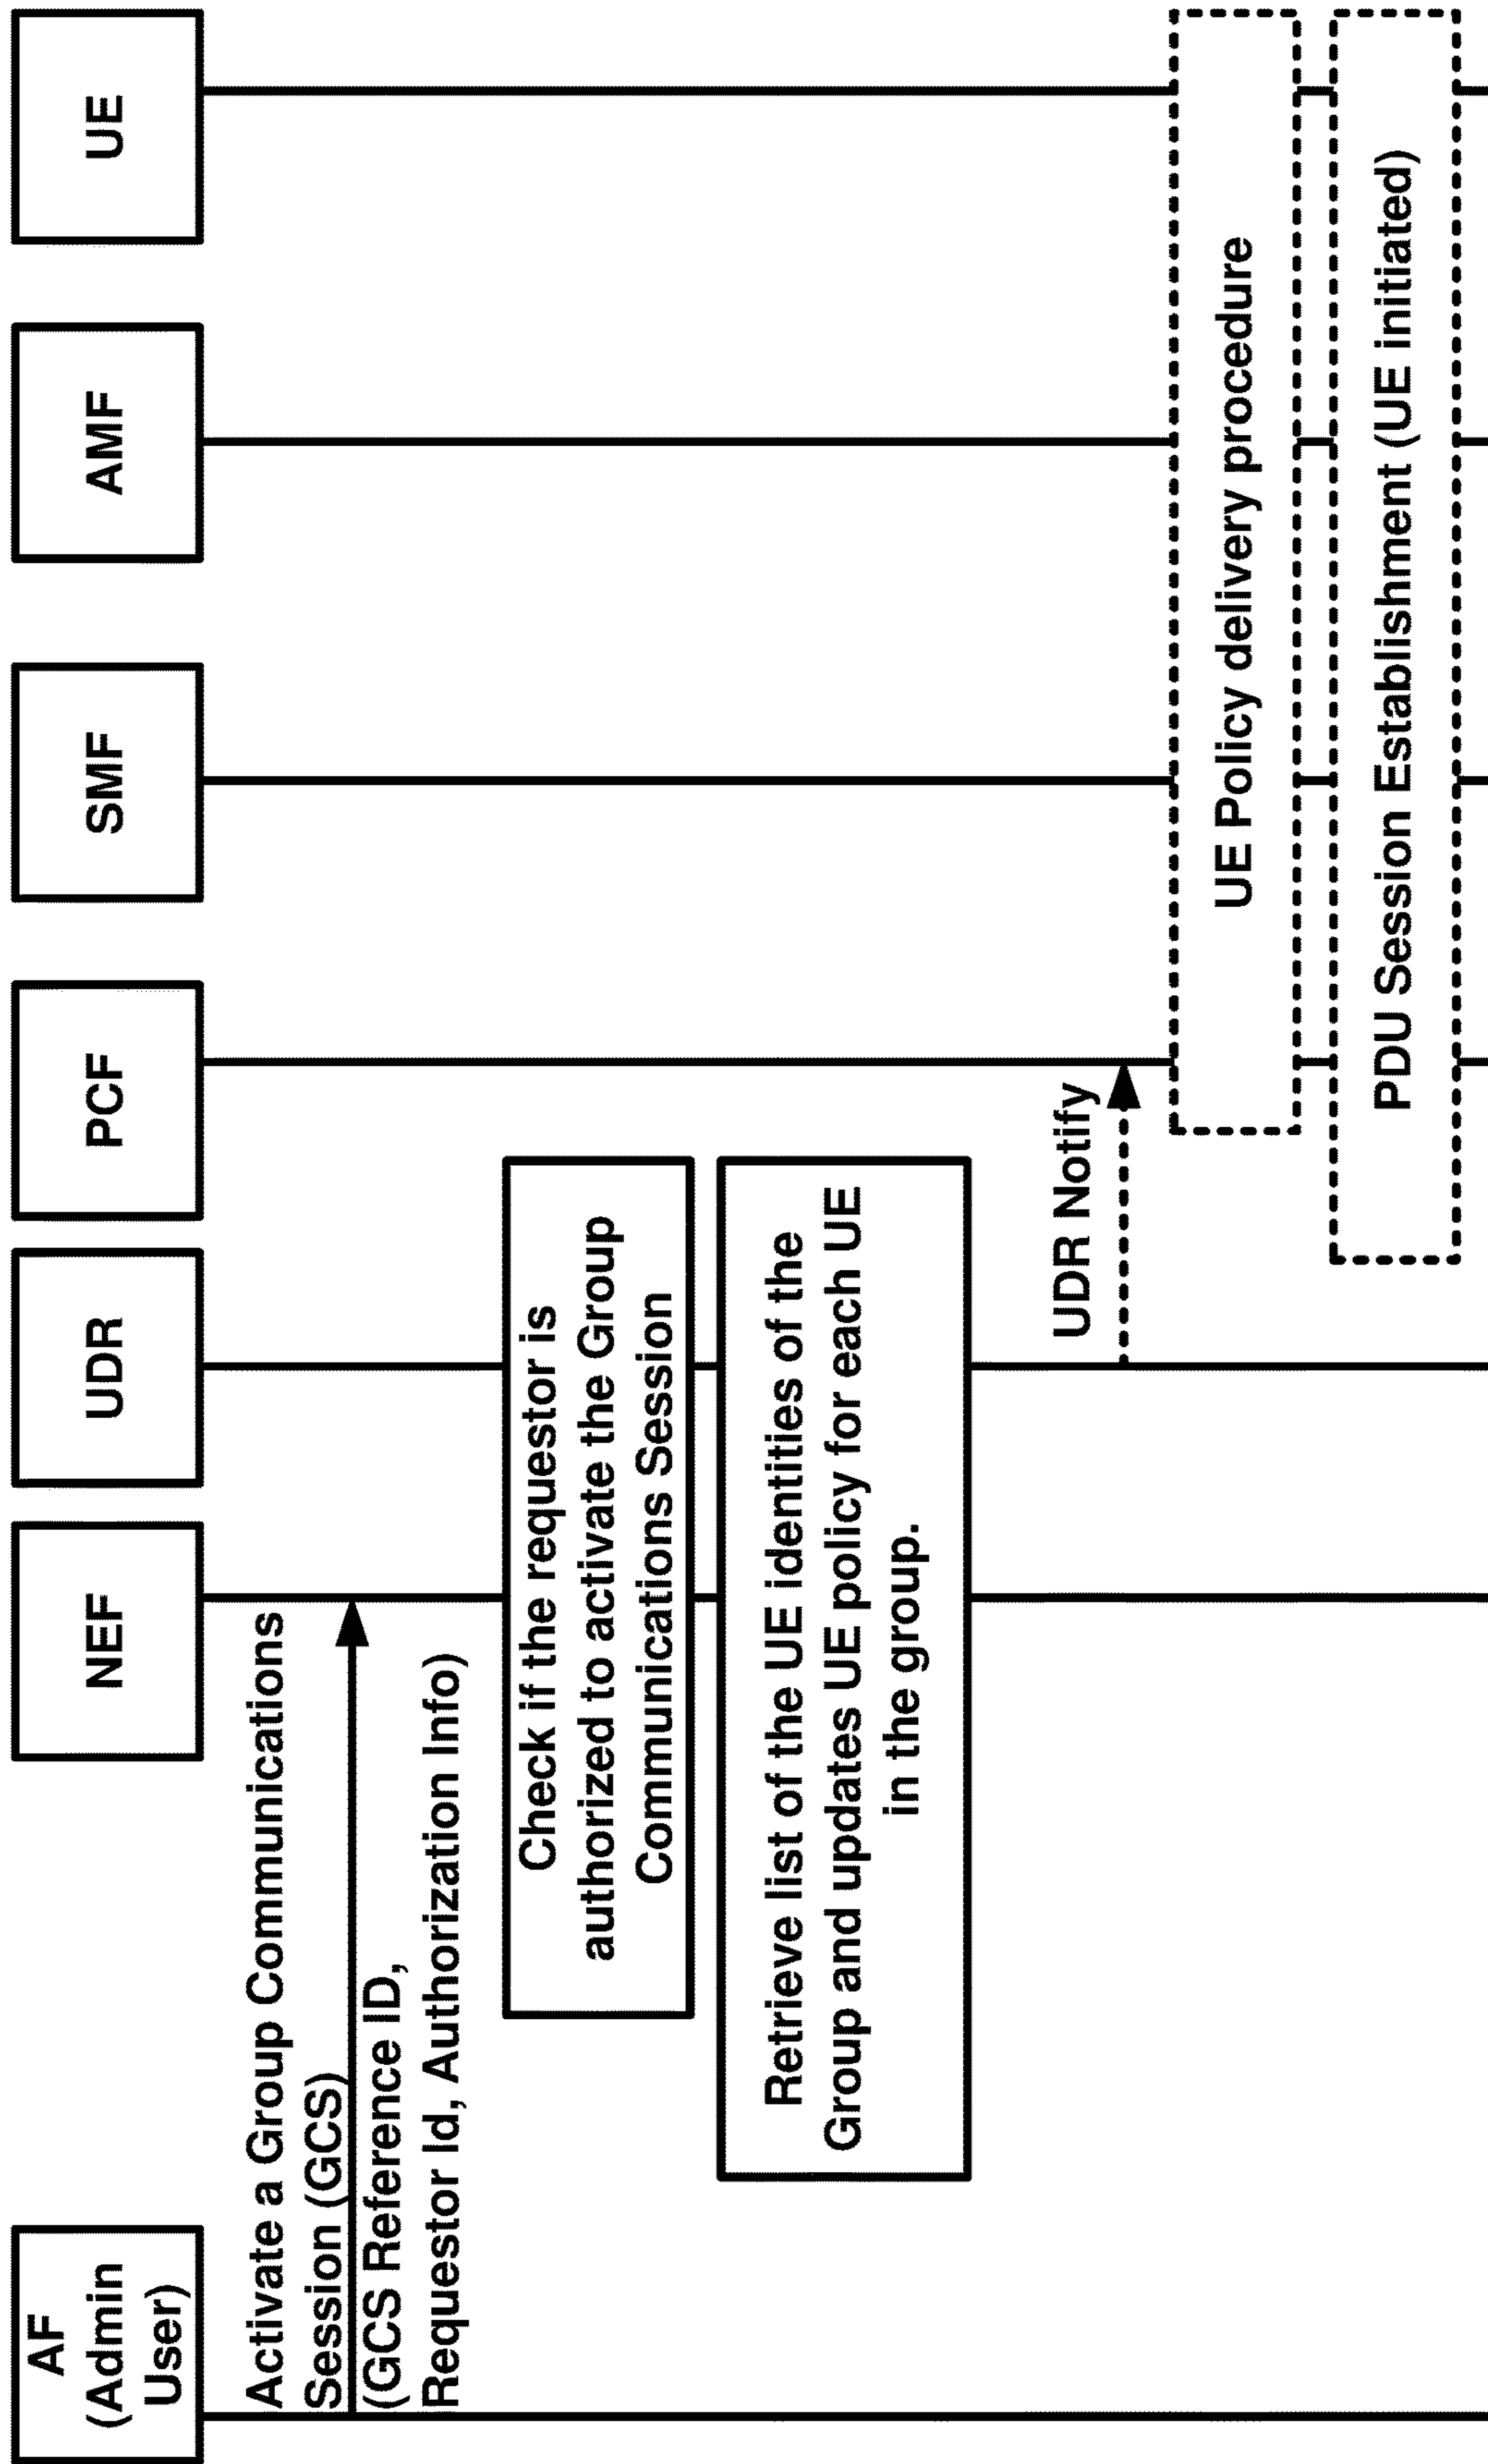 AF
(Admin
User)
NEF
UDR
PCF
SMF
AMF
UE
Activate a Group Communications
Session (GCS)
(GCS Reference ID,
Requestor Id, Authorization Info)
Check if the requestor is
authorized to activate the Group
Communications Session
Retrieve list of the UE identities of the
Group and updates UE policy for each UE
in the group.
UDR Notify
UE Policy delivery procedure
PDU Session Establishment (UE initiated)